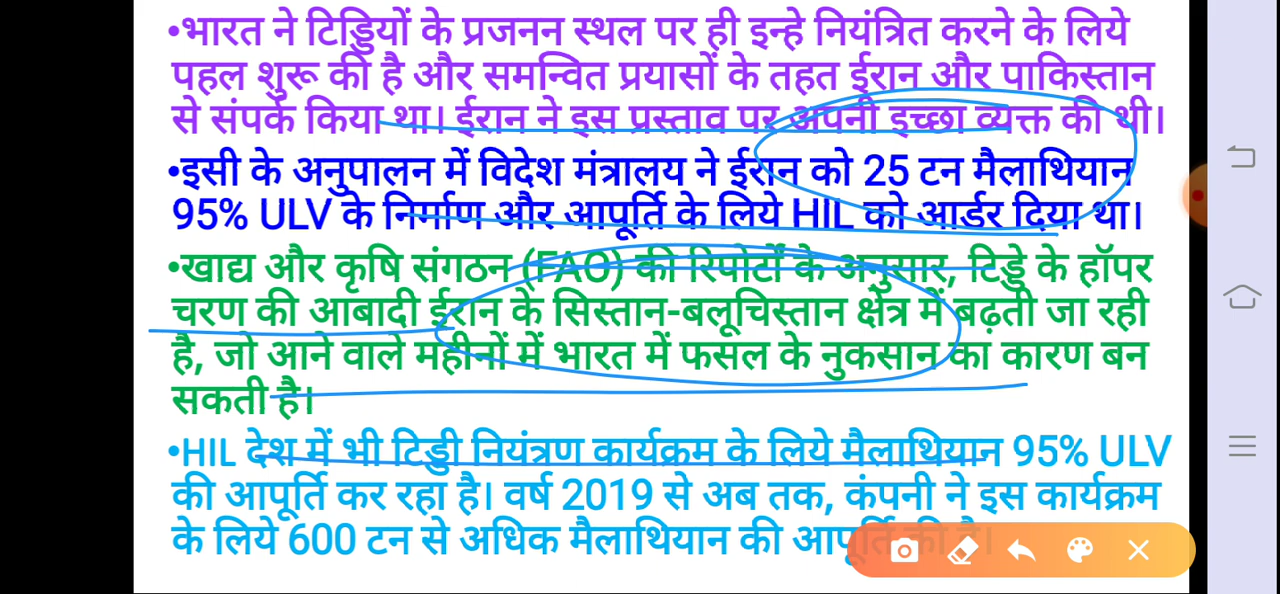 •भारत ने टिड्डियों के प्रजनन स्थल पर ही इन्हे नियंत्रित करने के लिये
पहल शुरू की है और समन्वित प्रयासों के तहत ईरान और पाकिस्तान
से संपर्क किया था। ईरान ने इस प्रस्ताव पर अपनी इच्छा व्यक्त की थी।
•इसी के अनुपालन में विदेश मंत्रालय ने ईरान को 25 टन मैलाथियान
95% ULV के निर्माण और आपूर्ति के लिये HIL को आर्डर दिया था।
•खाद्य और कृषि संगठन (FAO) की रिपोर्टों के अनुसार, टिड्डे के हॉपर
चरण की आबादी ईरान के सिस्तान-बलूचिस्तान क्षेत्र में बढ़ती जा रही
है, जो आने वाले महीनों में भारत में फसल के नुकसान का कारण बन
सकती है।
•HIL देश में भी टिड्डी नियंत्रण कार्यक्रम के लिये मैलाथियान 95% ULV
की आपूर्ति कर रहा है। वर्ष 2019 से अब तक, कंपनी ने इस कार्यक्रम
के लिये 600 टन से अधिक मैलाथियान की आपूर्ति की है।